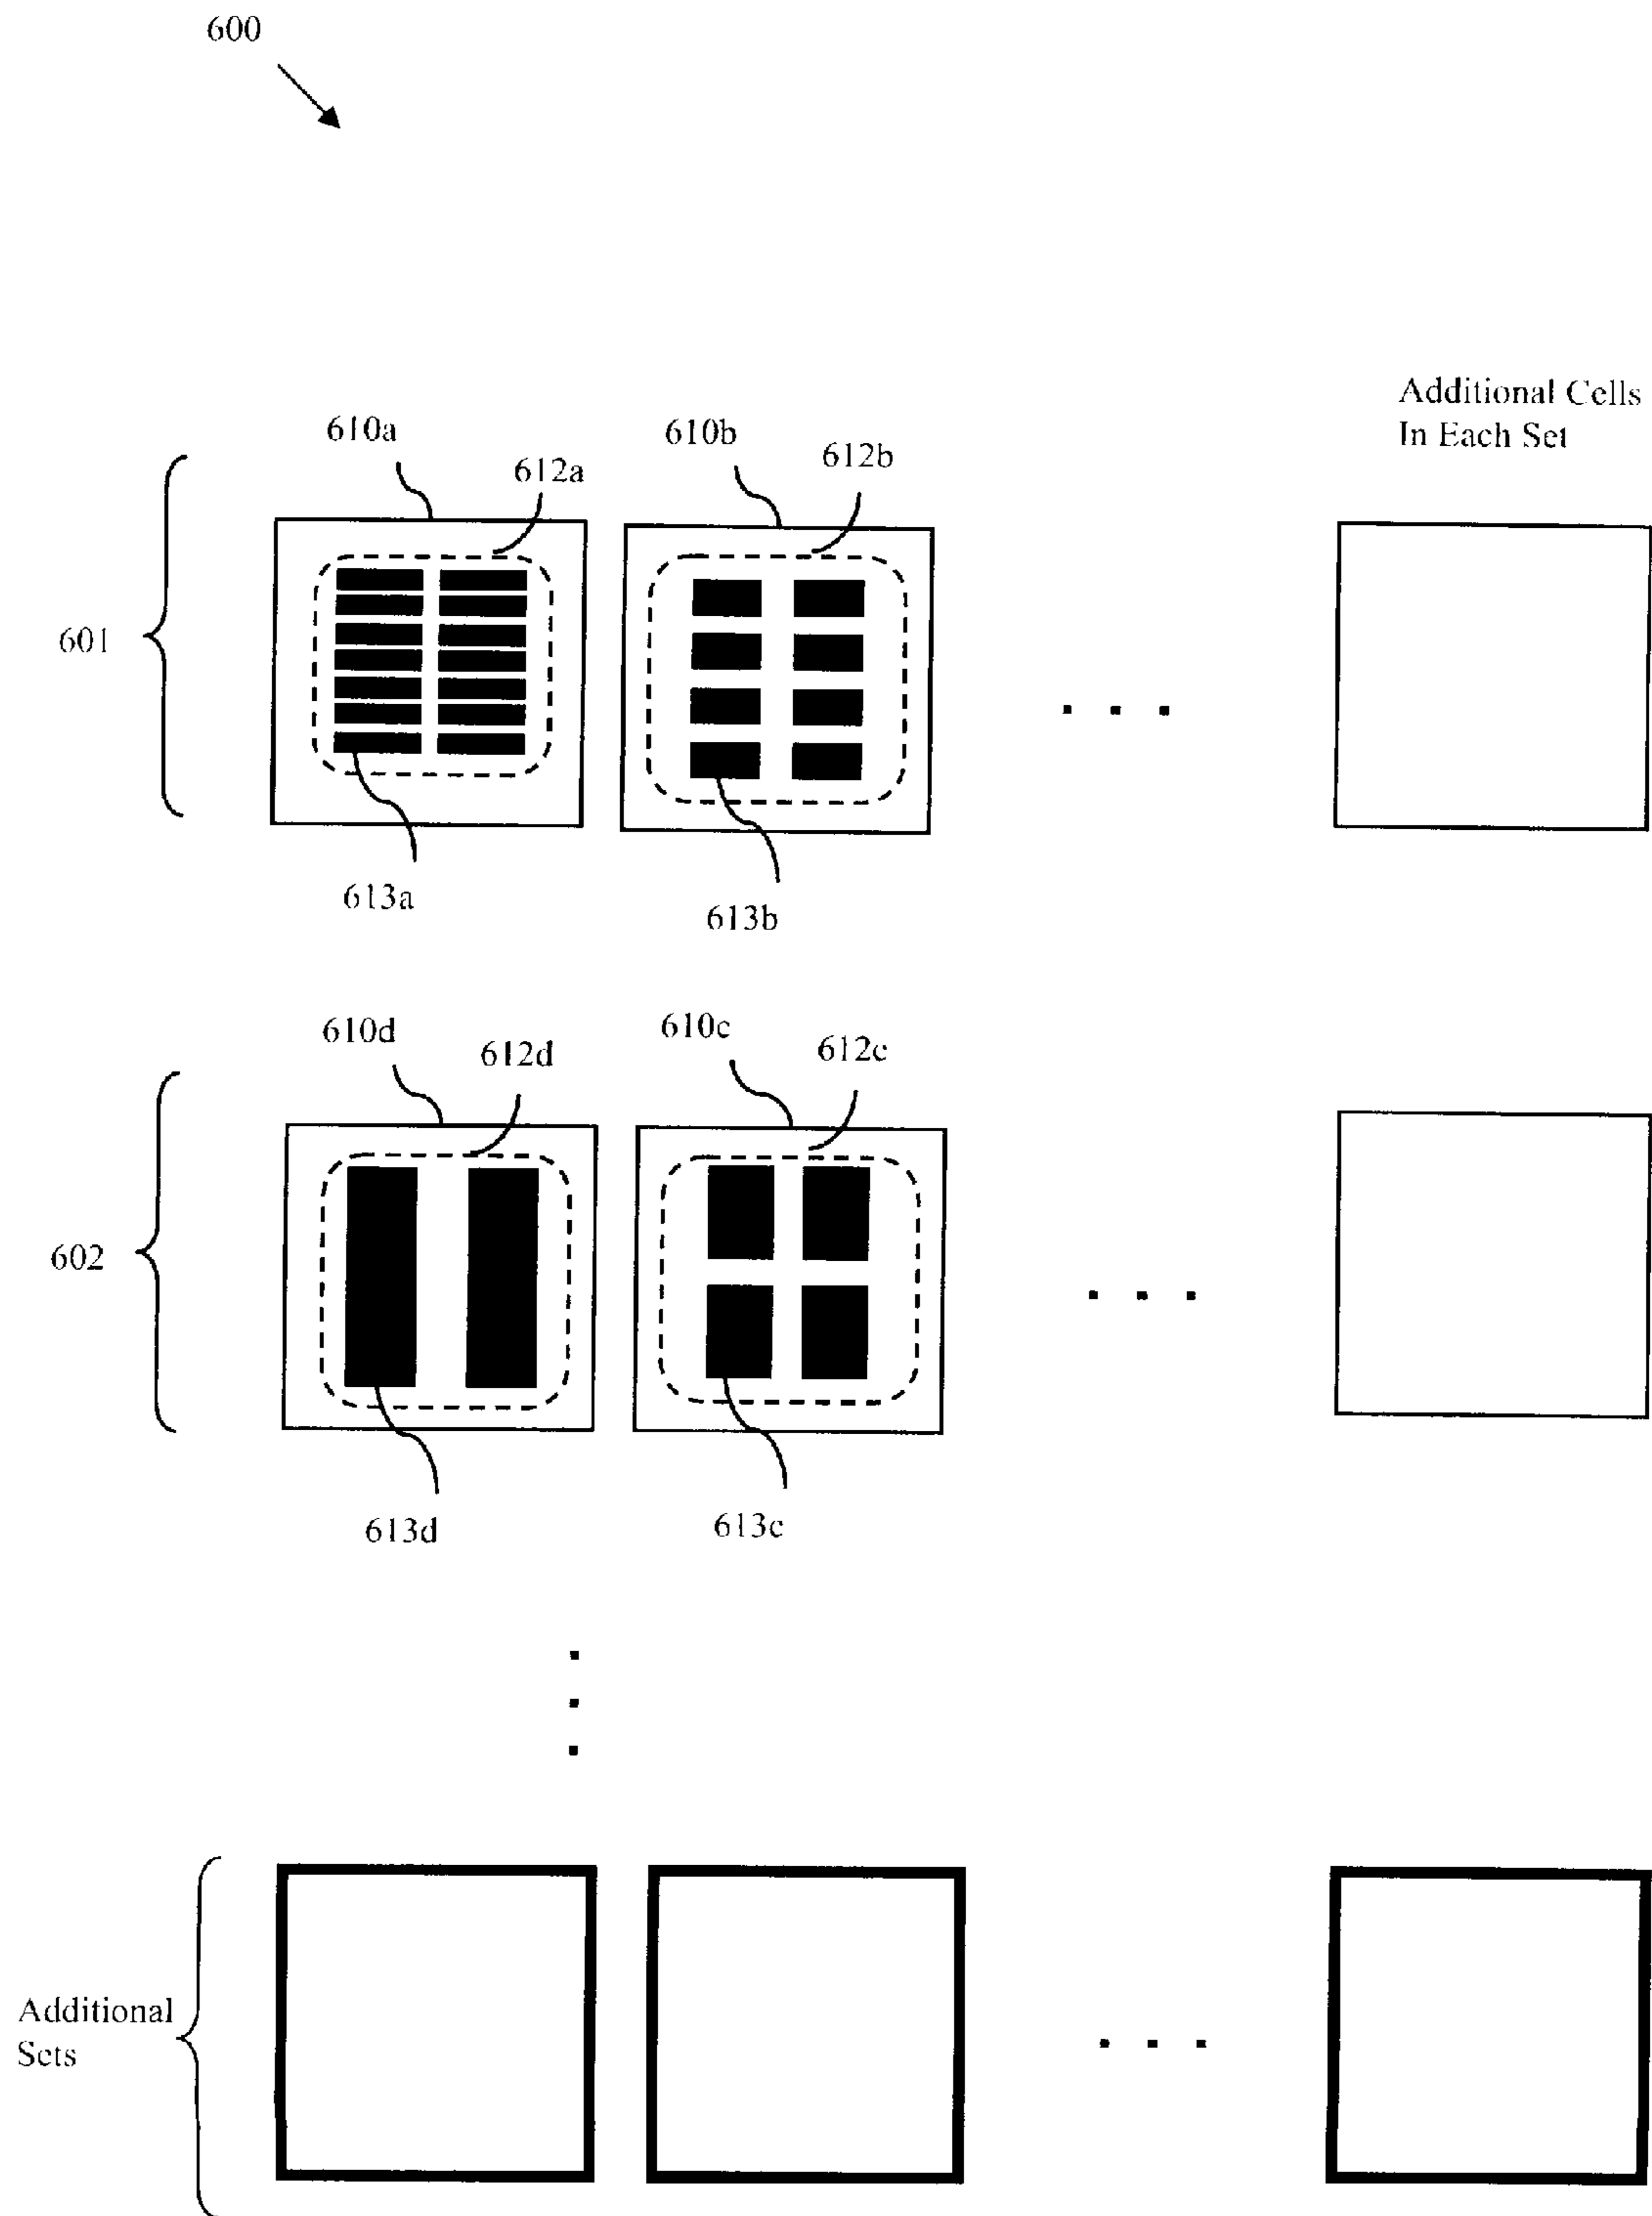 600
Additional Cells
In Each Set
610a
610b
612a
612b
601
613a
613b
610d
610c
612d
612c
602
613d
613c
Additional
Sets